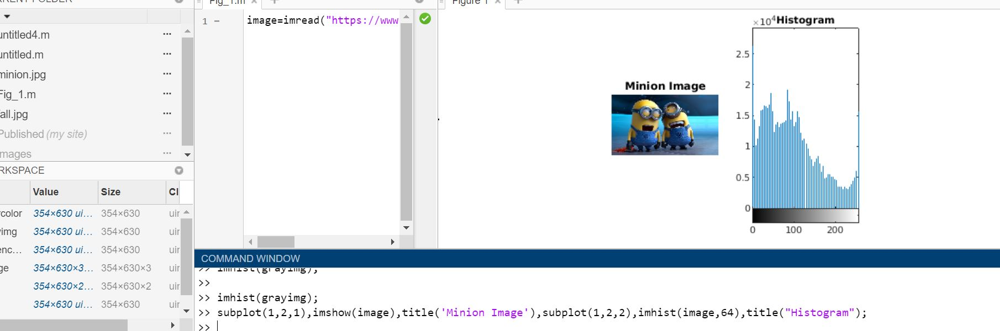 Fig_1.m
Figure 1
untitled4.m
untitled.m
minion.jpg
Fig_1.m
all.jpg
Published (my site)
mages
RKSPACE
Value Size Cl
color 354×630 ui... 354×630 uir
img 354×630 ui... 354×630 uir
enc... 354×630 ui... 354×630 uir
ge 354×630×3... 354×630×3 uir
354×630×2... 354×630×2 uir
354×630 ui... 354×630 uir
1 image=imread("https://www
Minion Image
×10^4 Histogram
2.5
2
1.5
1
0.5
0
0 100 200
COMMAND WINDOW
>> imhist(grayimg);
>>
>> imhist(grayimg);
>> subplot(1,2,1),imshow(image),title('Minion Image'),subplot(1,2,2),imhist(image,64),title("Histogram");
>>